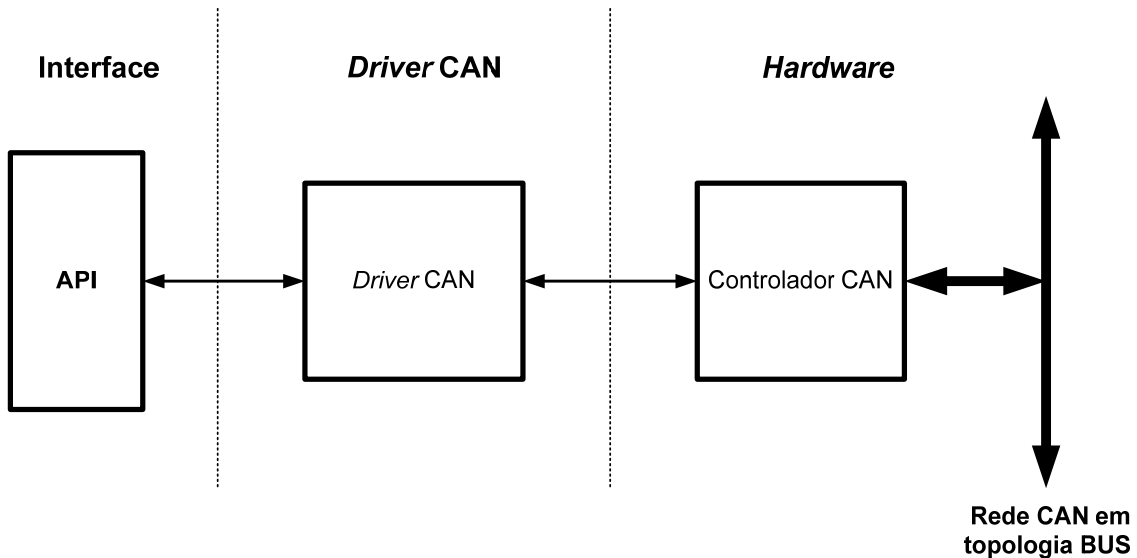 Interface
Driver CAN
Hardware
API
Driver CAN
Controlador CAN
Rede CAN em
topologia BUS